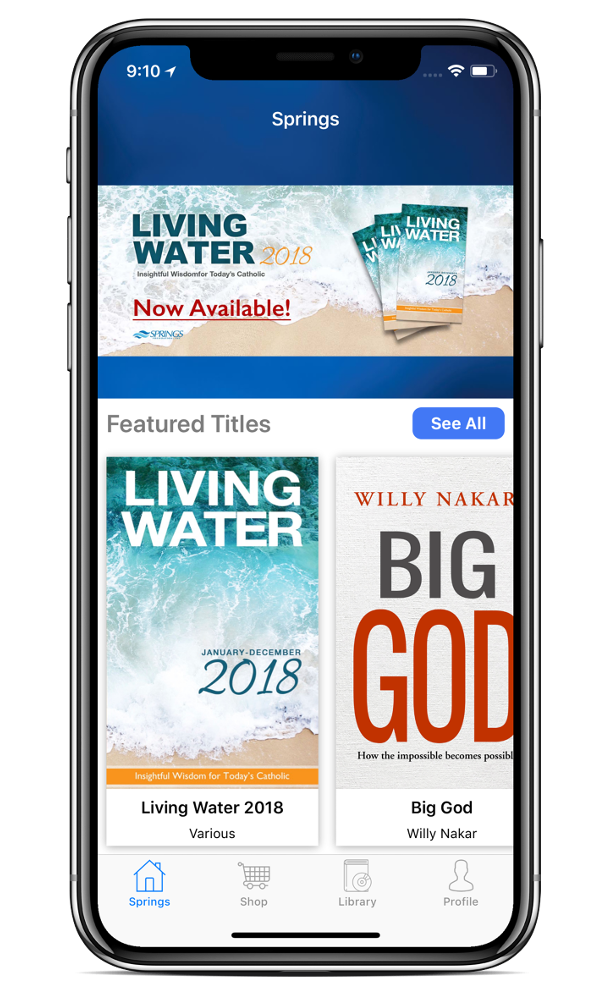 9:10
Springs
LIVING
WATER 2018
Insightful Wisdomfor Today's Catholic
Now Available!
SPRINGS
LIVING
WATER
2018
Featured Titles
See All
LIVING
WATER
JANUARY-DECEMBER
2018
Insightful Wisdom for Today's Catholic
Living Water 2018
Various
WILLY NAKAR
BIG
GOD
How the impossible becomes possibl
Big God
Willy Nakar
Springs
Shop
Library
Profile